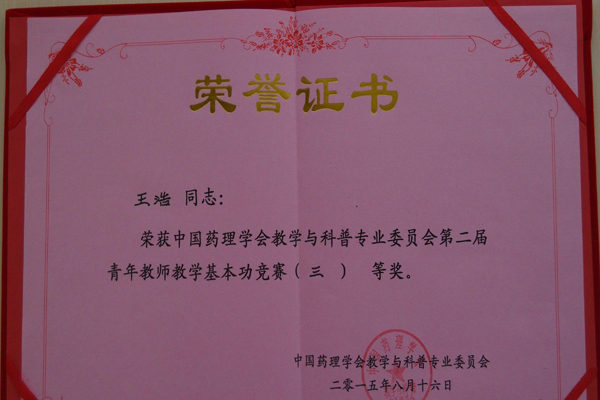 荣誉证书
王浩 同志：
荣获中国药理学会教学与科普专业委员会第二届
青年教师教学基本功竞赛（三 ） 等奖。
中国药理学会教学与科普专业委员会
二零一五年八月十六日